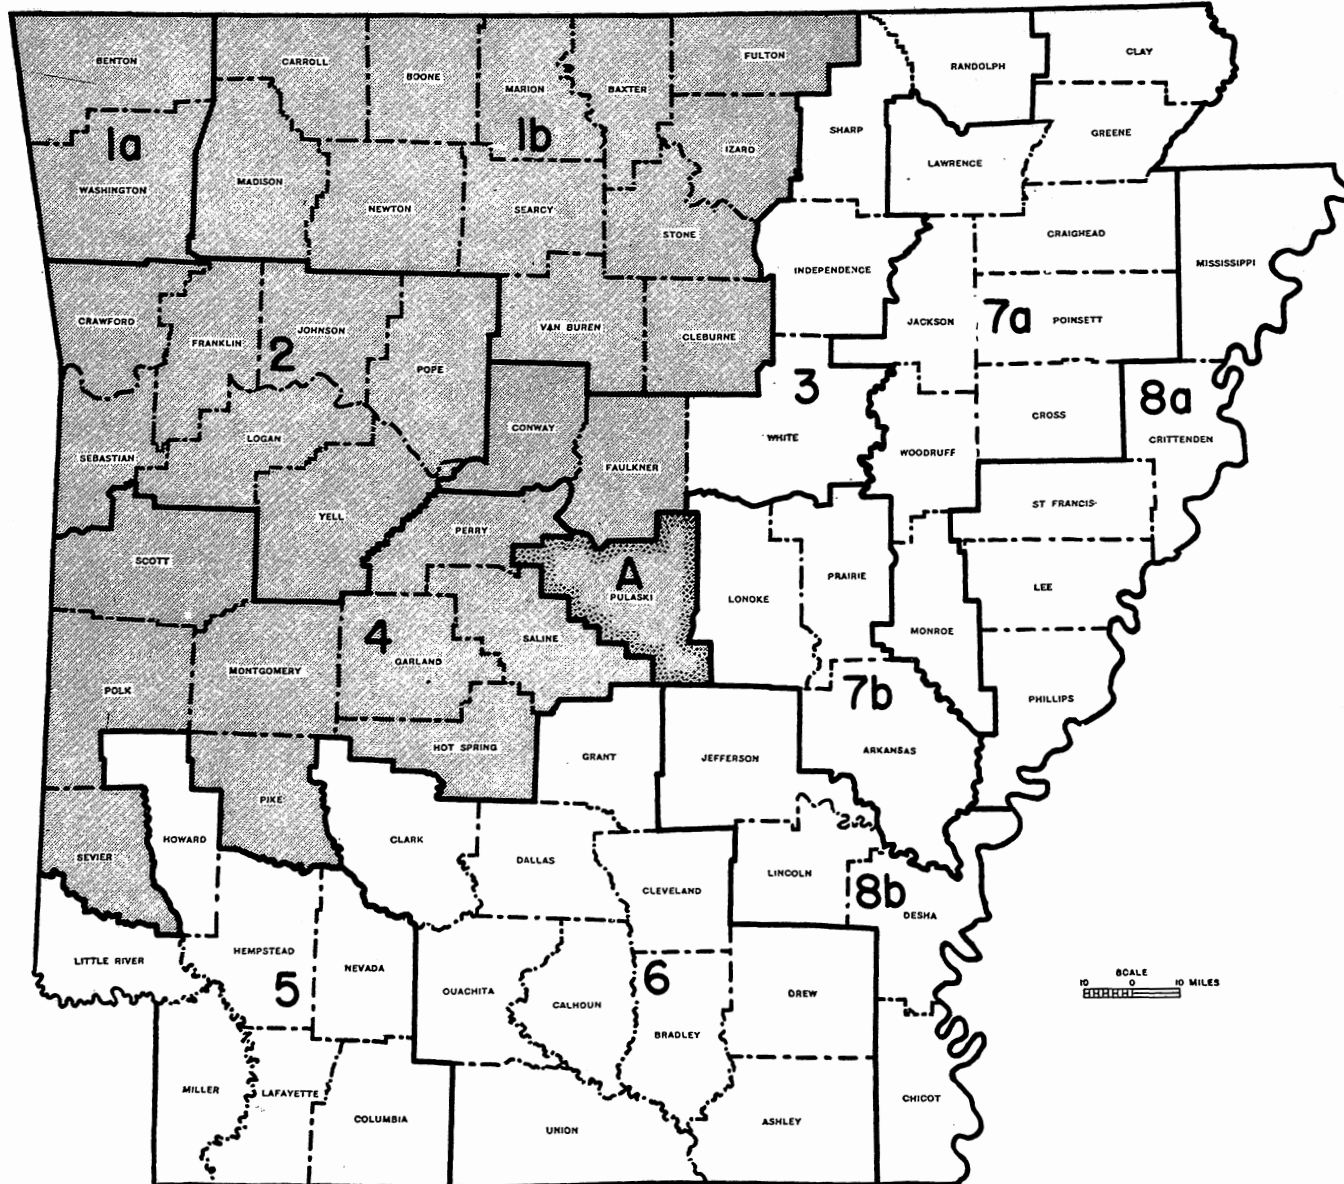 BENTON
CARROLL
BOONE
MARION
BAXTER
FULTON
RANDOLPH
CLAY
1a
1b
SHARP
GREENE
IZARD
LAWRENCE
WASHINGTON
MADISON
NEWTON
SEARCY
STONE
CRAIGHEAD
INDEPENDENCE
MISSISSIPPI
CRAWFORD
FRANKLIN
JOHNSON
2
POPE
VAN BUREN
CLEBURNE
JACKSON
7a
POINSETT
3
8a
CROSS
CRITTENDEN
SEBASTIAN
LOGAN
CONWAY
FAULKNER
WHITE
WOODRUFF
YELL
PERRY
ST FRANCIS
SCOTT
A
PULASKI
LONOKE
PRAIRIE
LEE
4
GARLAND
SALINE
MONROE
POLK
MONTGOMERY
7b
PHILLIPS
HOT SPRING
GRANT
JEFFERSON
ARKANSAS
PIKE
SEVIER
HOWARD
CLARK
DALLAS
CLEVELAND
LINCOLN
8b
DESHA
LITTLE RIVER
HEMPSTEAD
5
NEVADA
OUACHITA
CALHOUN
6
BRADLEY
DREW
SCALE
10 0 10 MILES
MILLER
LAFAYETTE
COLUMBIA
UNION
ASHLEY
CHICOT